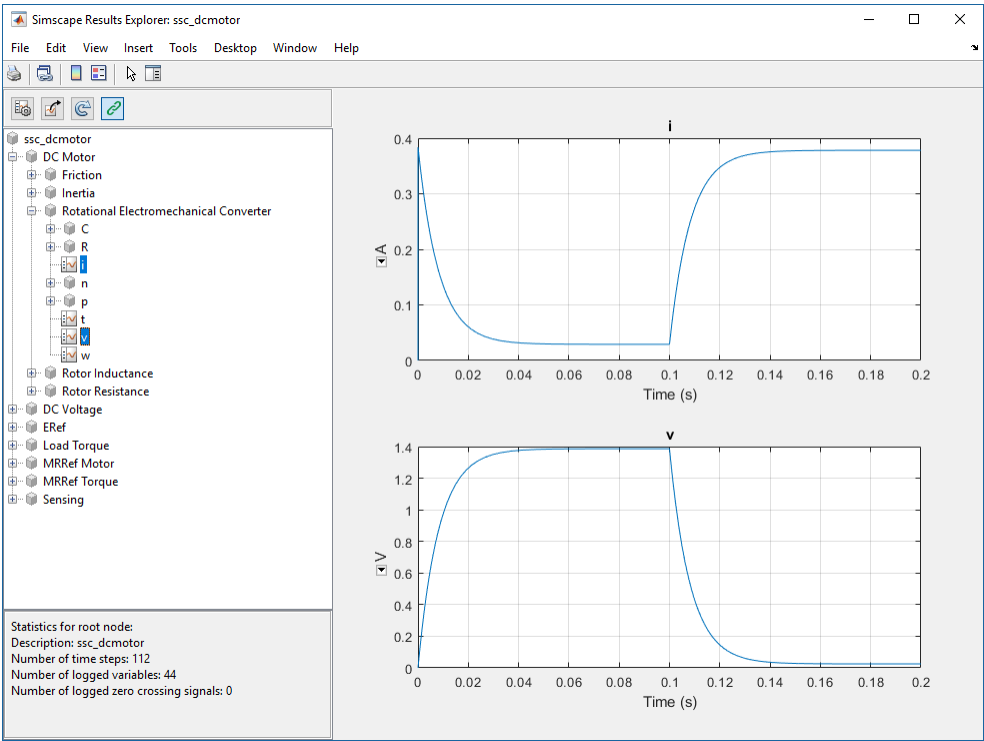 Simscape Results Explorer: ssc_dcmotor
File Edit View Insert Tools Desktop Window Help
ssc_dcmotor
DC Motor
Friction
Inertia
Rotational Electromechanical Converter
C
R
i
n
p
t
v
w
Rotor Inductance
Rotor Resistance
DC Voltage
ERef
Load Torque
MRRef Motor
MRRef Torque
Sensing
Statistics for root node:
Description: ssc_dcmotor
Number of time steps: 112
Number of logged variables: 44
Number of logged zero crossing signals: 0
i
0.4
0.3
0.2
0.1
0
A
0 0.02 0.04 0.06 0.08 0.1 0.12 0.14 0.16 0.18 0.2
Time (s)
v
1.4
1.2
1
0.8
0.6
0.4
0.2
0
V
0 0.02 0.04 0.06 0.08 0.1 0.12 0.14 0.16 0.18 0.2
Time (s)